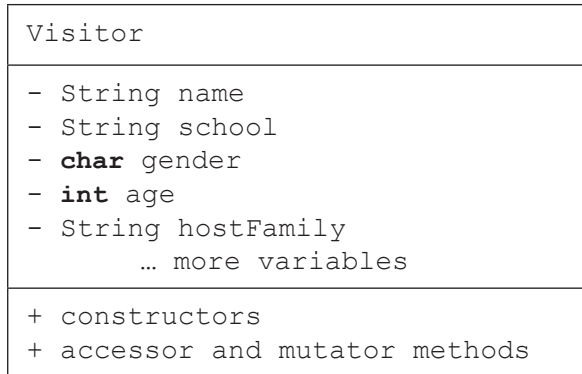 Visitor
- String name
- String school
- char gender
- int age
- String hostFamily
… more variables
+ constructors
+ accessor and mutator methods